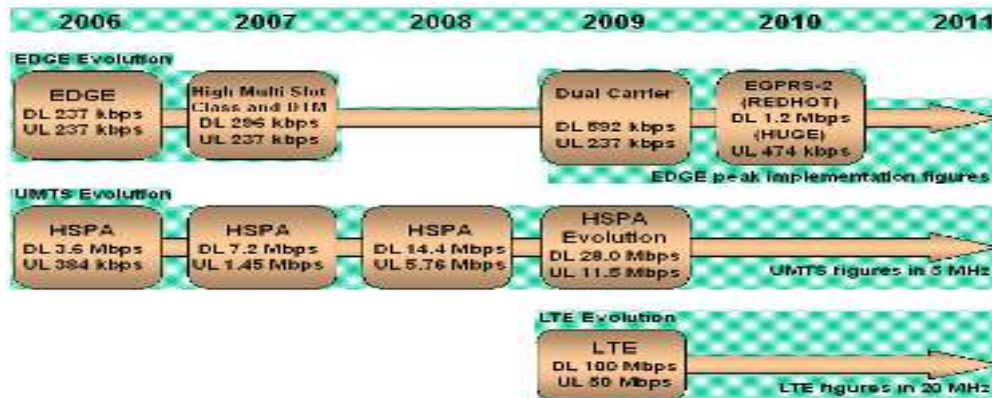 2006 2007 2008 2009 2010 2011
EDGE Evolution
EDGE
DL 237 kbps
UL 237 kbps
High Multi Slot
Class and DTM
DL 296 kbps
UL 237 kbps
Dual Carrier
DL 592 kbps
UL 237 kbps
EGPRS-2
(REDHOT)
DL 1.2 Mbps
(HUGE)
UL 474 kbps
EDGE peak implementation figures
UMTS Evolution
HSPA
DL 3.6 Mbps
UL 384 kbps
HSPA
DL 7.2 Mbps
UL 1.45 Mbps
HSPA
DL 14.4 Mbps
UL 5.76 Mbps
HSPA
Evolution
DL 28.0 Mbps
UL 11.5 Mbps
UMTS figures in 5 MHz
LTE Evolution
LTE
DL 100 Mbps
UL 50 Mbps
LTE figures in 20 MHz